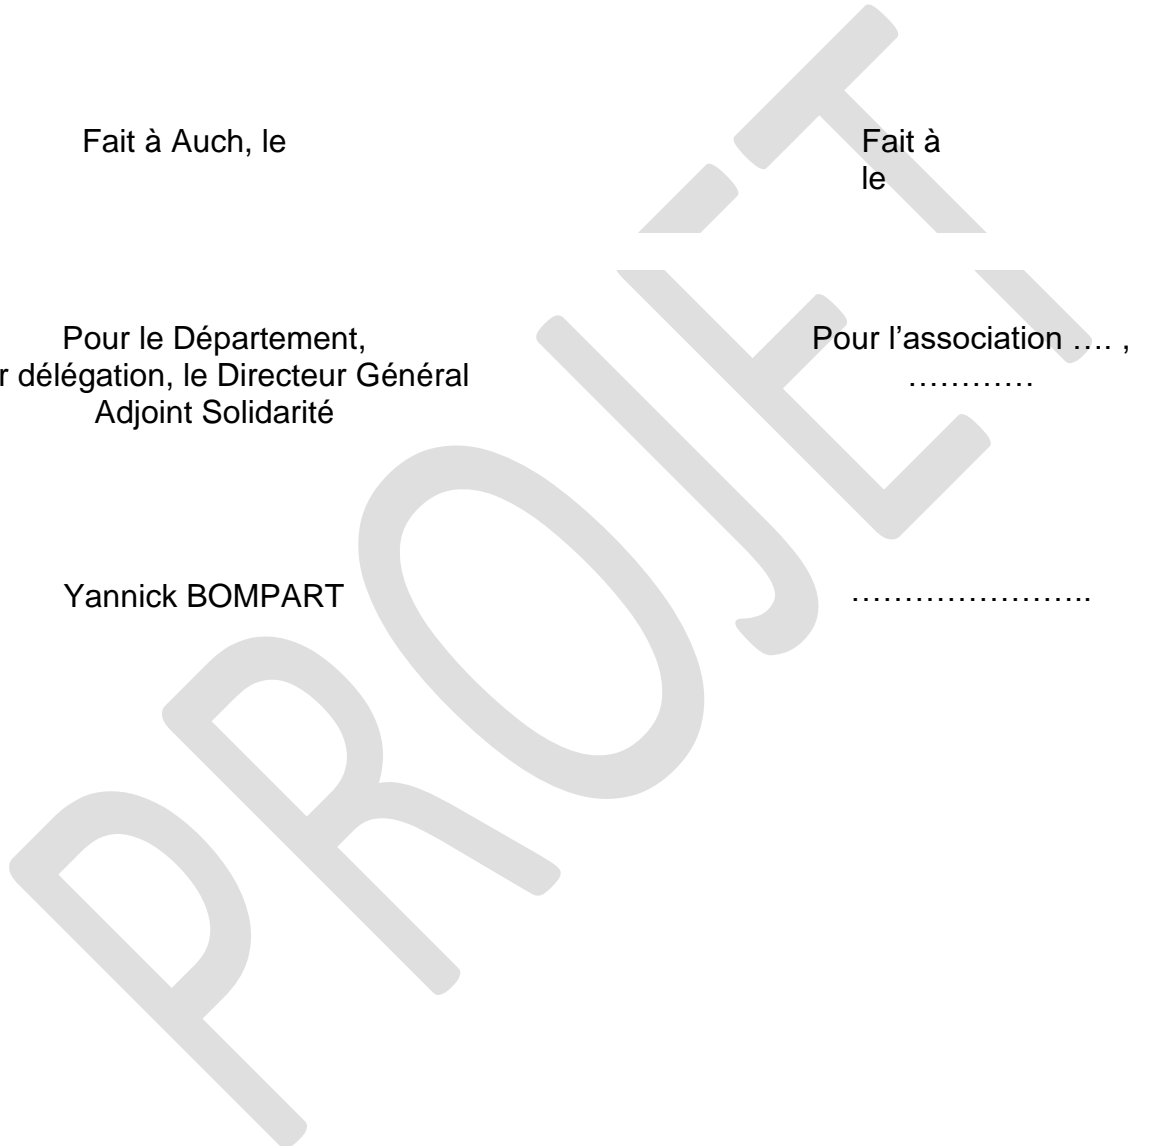 Fait à Auch, le
Pour le Département,
r délégation, le Directeur Général
Adjoint Solidarité
Yannick BOMPART
Fait à
le
Pour l’association …. ,
…………
…………………..
PROJET